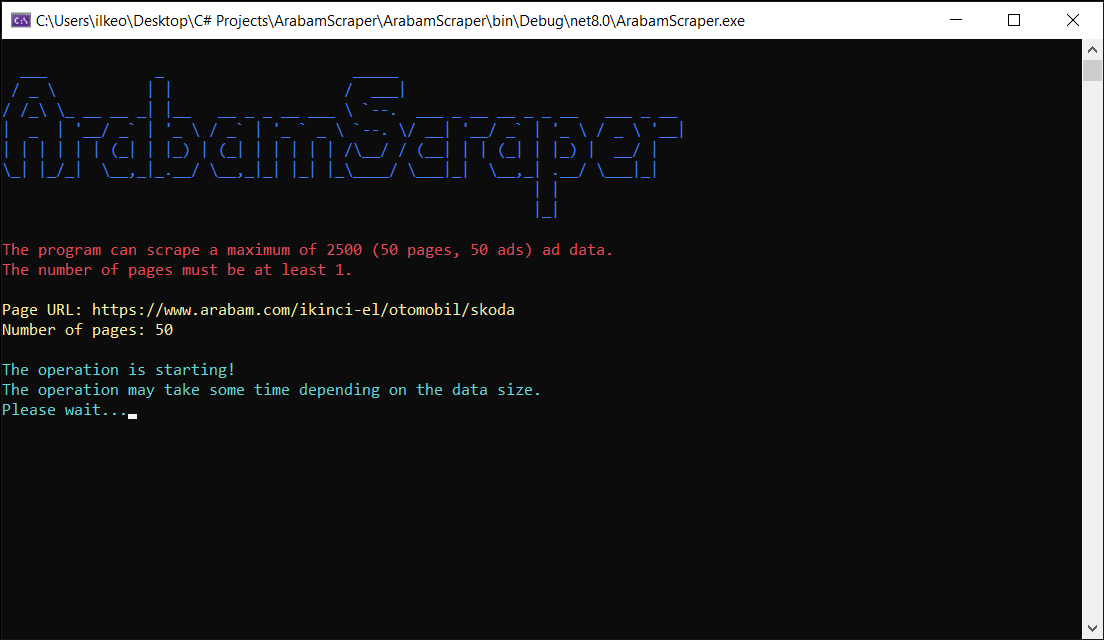 C:\Users\ilkeo\Desktop\C# Projects\ArabamScraper\ArabamScraper\bin\Debug\net8.0\ArabamScraper.exe
ArabamScraper
The program can scrape a maximum of 2500 (50 pages, 50 ads) ad data.
The number of pages must be at least 1.
Page URL: https://www.arabam.com/ikinci-el/otomobil/skoda
Number of pages: 50
The operation is starting!
The operation may take some time depending on the data size.
Please wait...